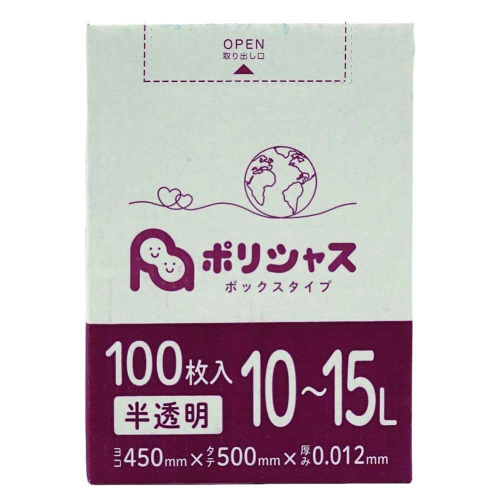 OPEN
取り出し口
ポリシャス
ボックスタイプ
100枚入 10~15L
半透明
ヨコ450mm×タテ500mm×厚み0.012mm